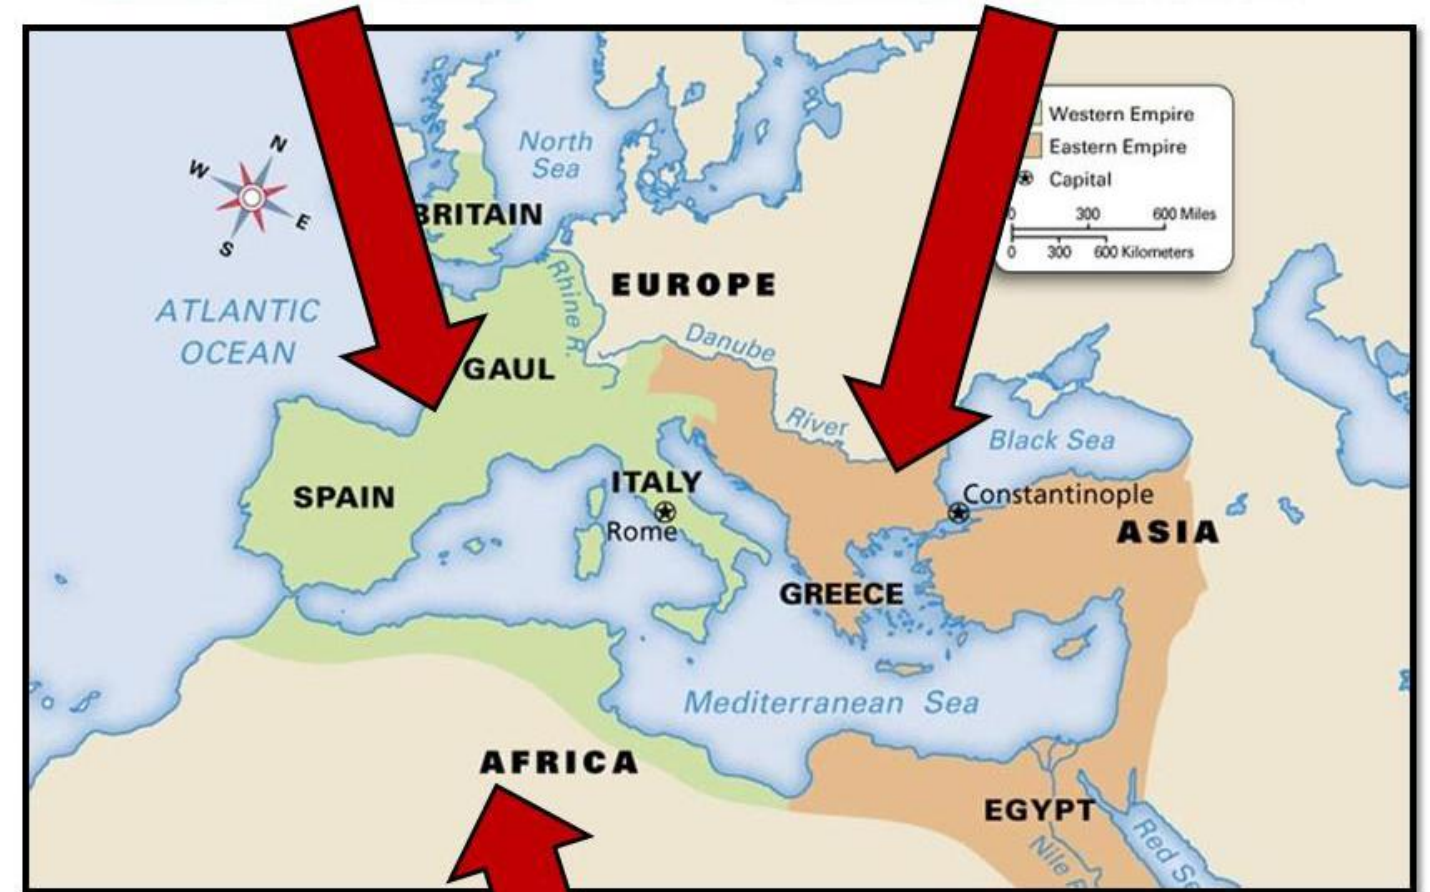 Western Empire
Eastern Empire
Capital
0 300 600 Miles
0 300 600 Kilometers
N
W
E
S
North
Sea
BRITAIN
ATLANTIC
OCEAN
EUROPE
Rhine R.
Danube
River
GAUL
Black Sea
SPAIN
ITALY
Rome
Constantinople
ASIA
GREECE
Mediterranean Sea
AFRICA
EGYPT
Nile
Red